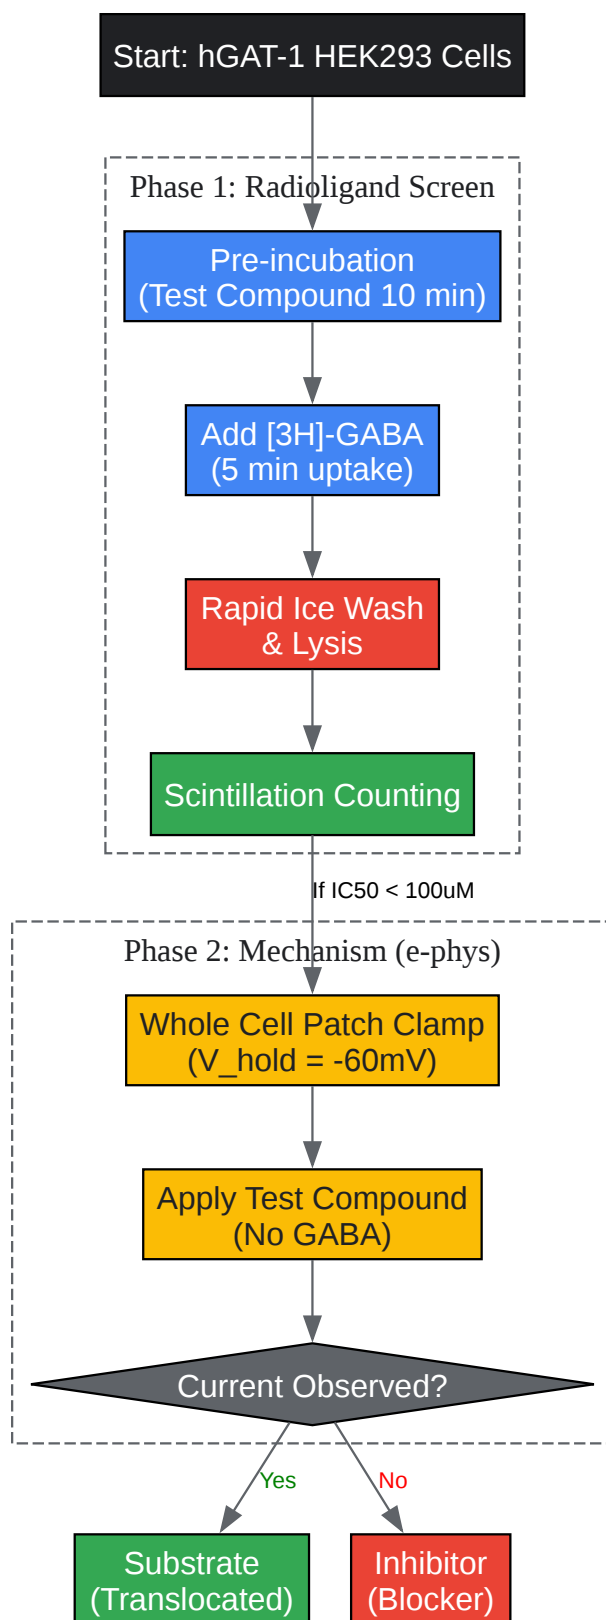 Start: hGAT-1 HEK293 Cells
Phase 1: Radioligand Screen
Pre-incubation
(Test Compound 10 min)
Add [3H]-GABA
(5 min uptake)
Rapid Ice Wash
& Lysis
Scintillation Counting
If IC50 < 100uM
Phase 2: Mechanism (e-phys)
Whole Cell Patch Clamp
(V_hold = -60mV)
Apply Test Compound
(No GABA)
Current Observed?
Yes
No
Substrate
(Translocated)
Inhibitor
(Blocker)